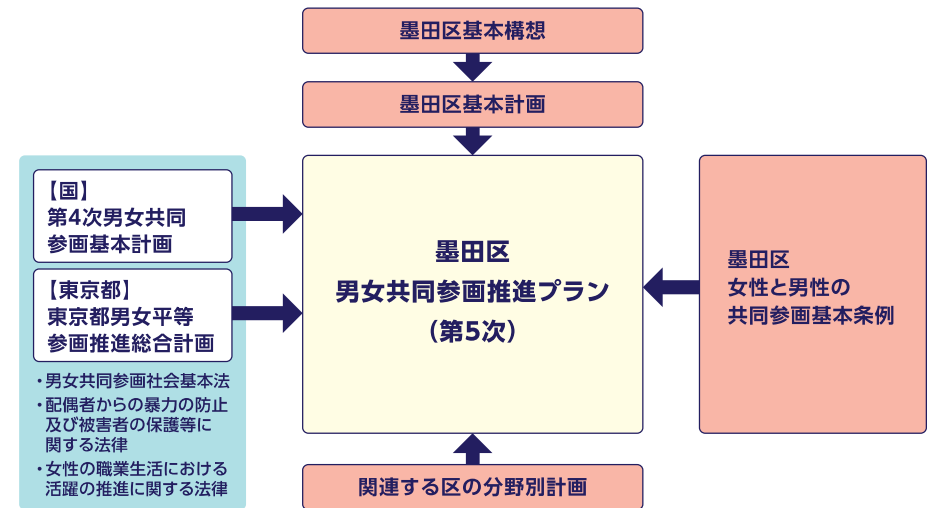 墨田区基本構想
墨田区基本計画
【国】
第4次男女共同
参画基本計画
【東京都】
東京都男女平等
参画推進総合計画
・男女共同参画社会基本法
・配偶者からの暴力の防止
及び被害者の保護等に
関する法律
・女性の職業生活における
活躍の推進に関する法律
墨田区
男女共同参画推進プラン
（第5次）
墨田区
女性と男性の
共同参画基本条例
関連する区の分野別計画